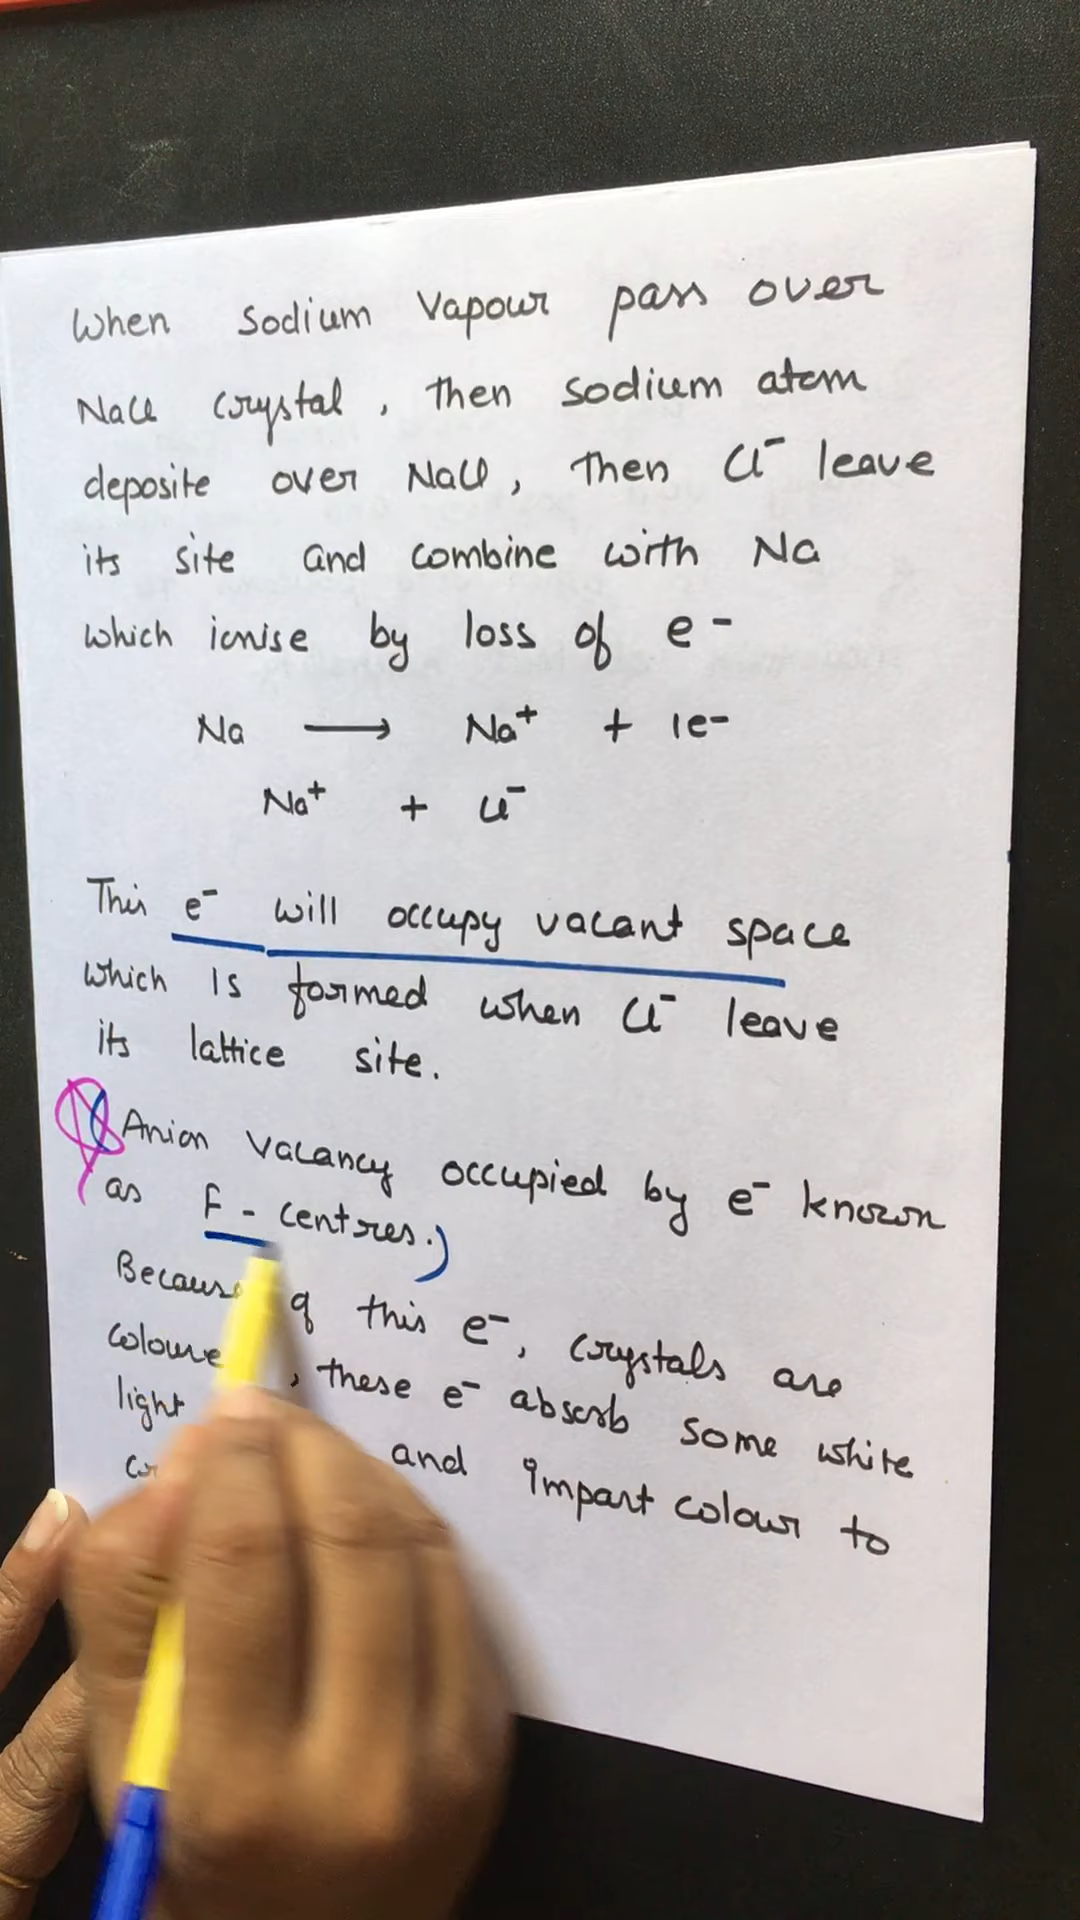 When sodium vapour pass over
NaCl crystal, then sodium atom
deposite over NaCl, then Cl⁻ leave
its site and combine with Na
which ionise by loss of e⁻
Na ⟶ Na⁺ + 1e⁻
Na⁺ + Cl⁻
This e⁻ will occupy vacant space
which is formed when Cl⁻ leave
its lattice site.
(Anion vacancy occupied by e⁻ known
as F-centres.)
of this e⁻, crystals are
, these e⁻ absorb some white
light and impart colour to